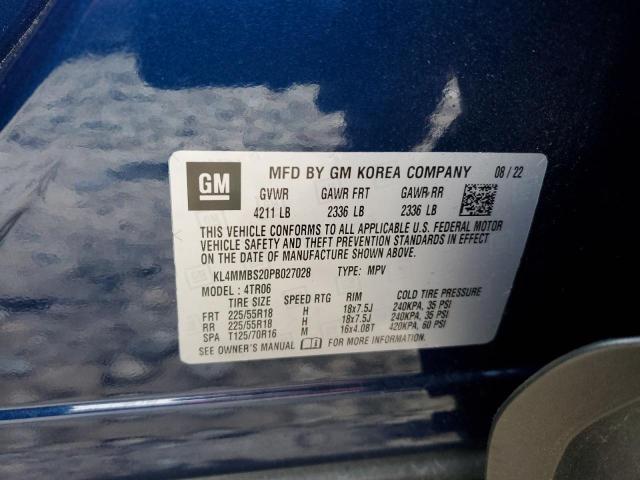 GM MFD BY GM KOREA COMPANY 08/22
GVWR GAWR FRT GAWR RR
4211 LB 2336 LB 2336 LB
THIS VEHICLE CONFORMS TO ALL APPLICABLE U.S. FEDERAL MOTOR
VEHICLE SAFETY AND THEFT PREVENTION STANDARDS IN EFFECT ON
THE DATE OF MANUFACTURE SHOWN ABOVE.
KL4MMBS20PB027028 TYPE: MPV
MODEL : 4TR06
TIRE SIZE SPEED RTG RIM COLD TIRE PRESSURE
FRT 225/55R18 H 18x7.5J 240KPA, 35 PSI
RR 225/55R18 H 18x7.5J 240KPA, 35 PSI
SPA T125/70R16 M 16x4.0BT 420KPA, 60 PSI
SEE OWNER'S MANUAL FOR MORE INFORMATION.